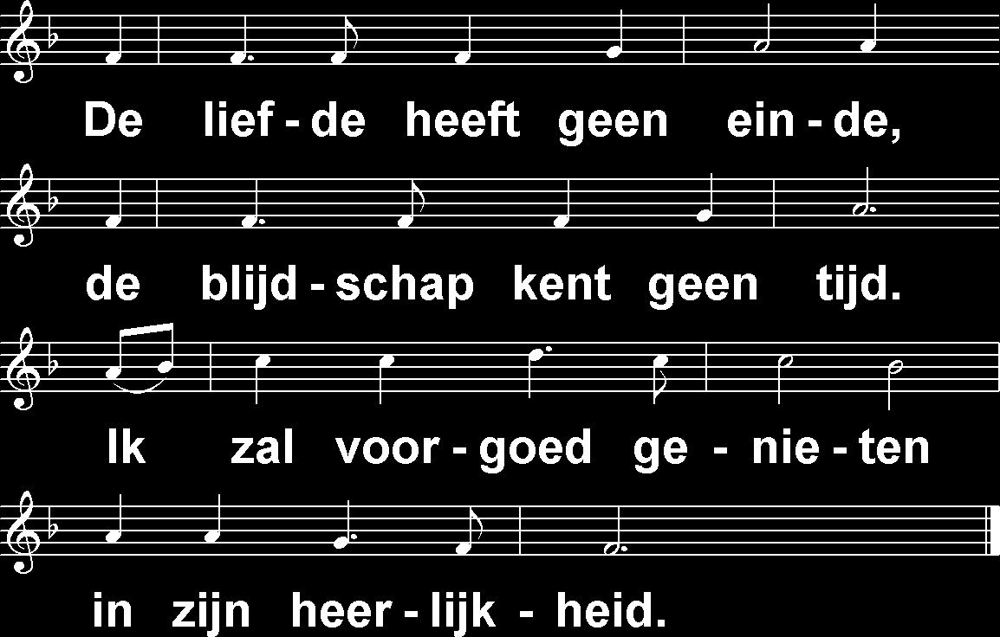 De lief - de heeft geen ein - de,
de blijd - schap kent geen tijd.
Ik zal voor - goed ge - nie - ten
in zijn heer - lijk - heid.